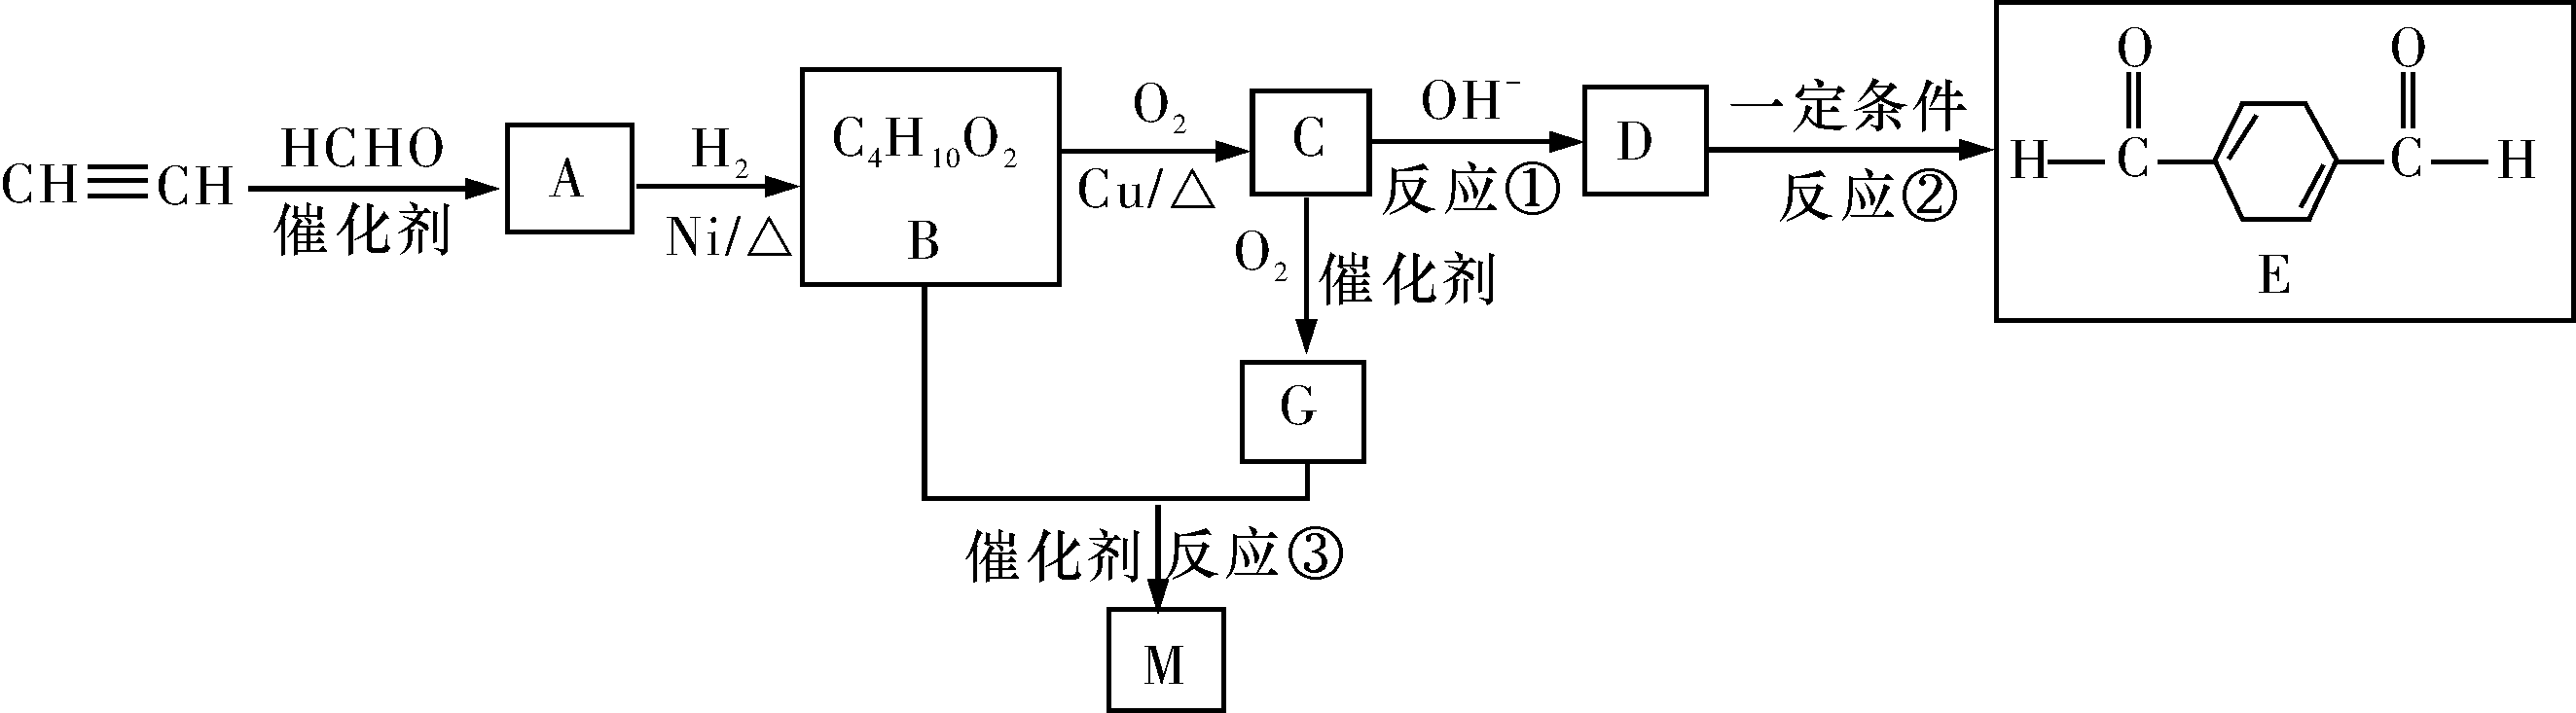 CH≡CH
HCHO
催化剂
A
H₂
Ni/△
C₄H₁₀O₂
B
O₂
Cu/△
C
OH⁻
反应①
D
一定条件
反应②
O O
H—C C—H
E
O₂ 催化剂
G
催化剂 反应③
M